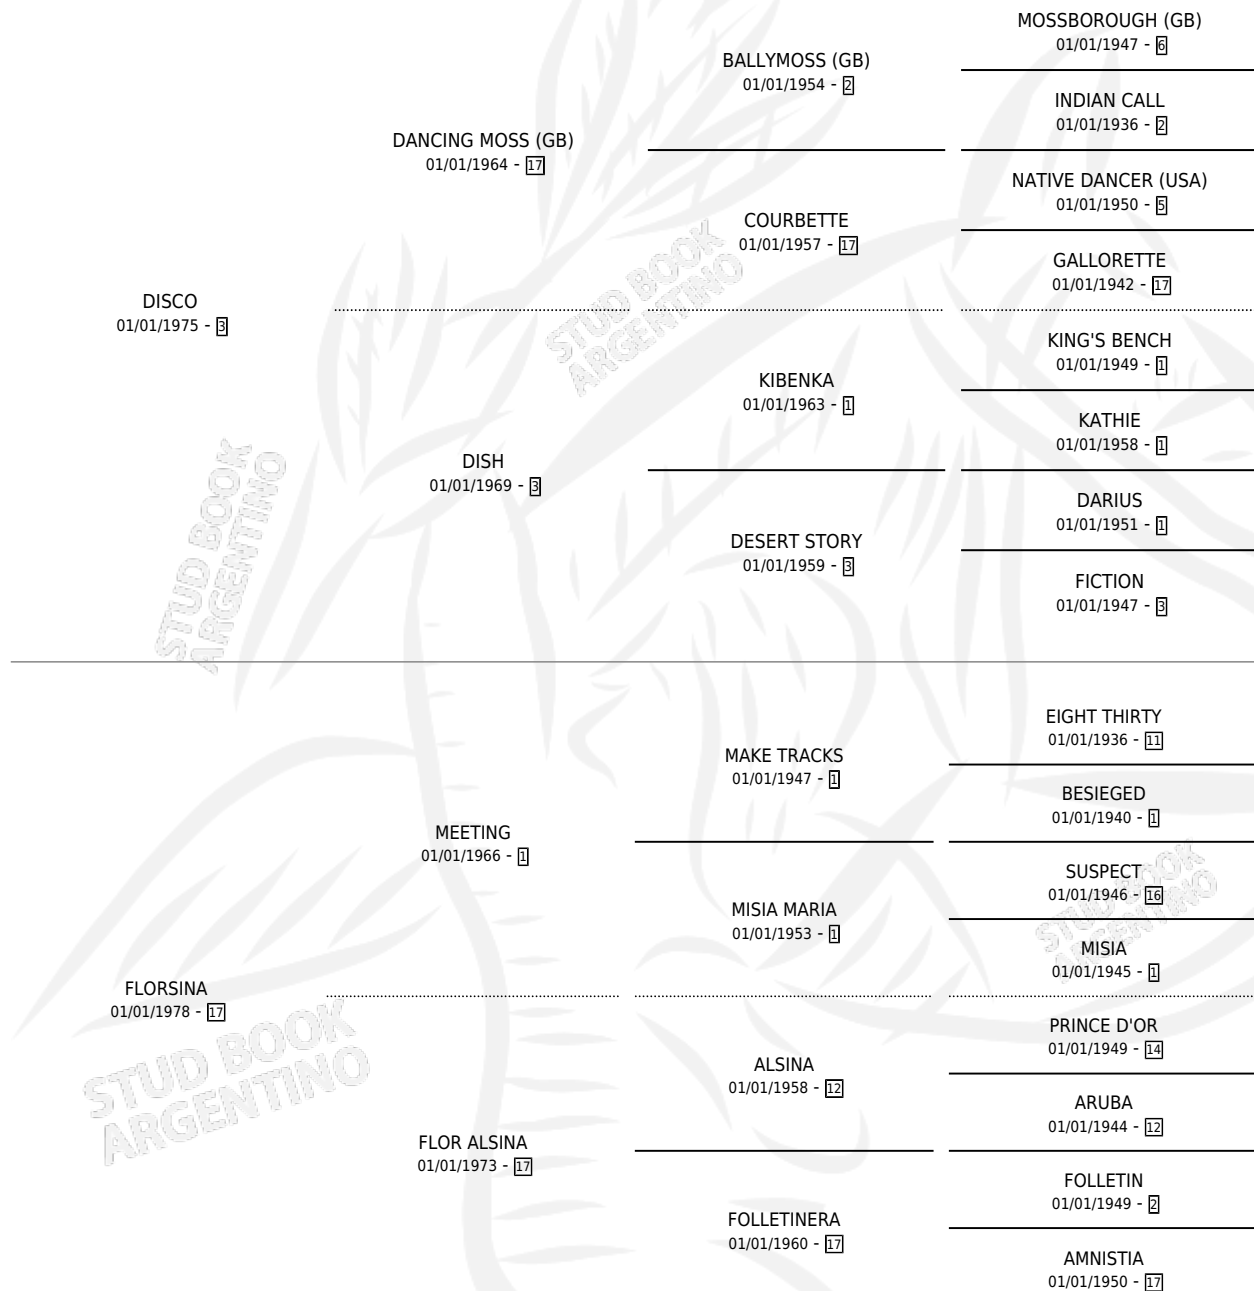 MOSSBOROUGH (GB)
01/01/1947 - 6
BALLYMOSS (GB)
01/01/1954 - 2
INDIAN CALL
01/01/1936 - 2
DANCING MOSS (GB)
01/01/1964 - 17
NATIVE DANCER (USA)
01/01/1950 - 5
COURBETTE
01/01/1957 - 17
GALLORETTE
01/01/1942 - 17
DISCO
01/01/1975 - 3
STUD BOOK
ARGENTINO
KING'S BENCH
01/01/1949 - 1
KIBENKA
01/01/1963 - 1
KATHIE
01/01/1958 - 1
DISH
01/01/1969 - 3
DARIUS
01/01/1951 - 1
DESERT STORY
01/01/1959 - 3
FICTION
01/01/1947 - 3
STUD BOOK
ARGENTINO
EIGHT THIRTY
01/01/1936 - 11
MAKE TRACKS
01/01/1947 - 1
BESIEGED
01/01/1940 - 1
MEETING
01/01/1966 - 1
SUSPECT
01/01/1946 - 16
MISIA MARIA
01/01/1953 - 1
MISIA
01/01/1945 - 1
STUD BOOK
ARGENTINO
FLORSINA
01/01/1978 - 17
PRINCE D'OR
01/01/1949 - 14
ALSINA
01/01/1958 - 12
ARUBA
01/01/1944 - 12
STUD BOOK
ARGENTINO
FLOR ALSINA
01/01/1973 - 17
FOLLETIN
01/01/1949 - 2
FOLLETINERA
01/01/1960 - 17
AMNISTIA
01/01/1950 - 17